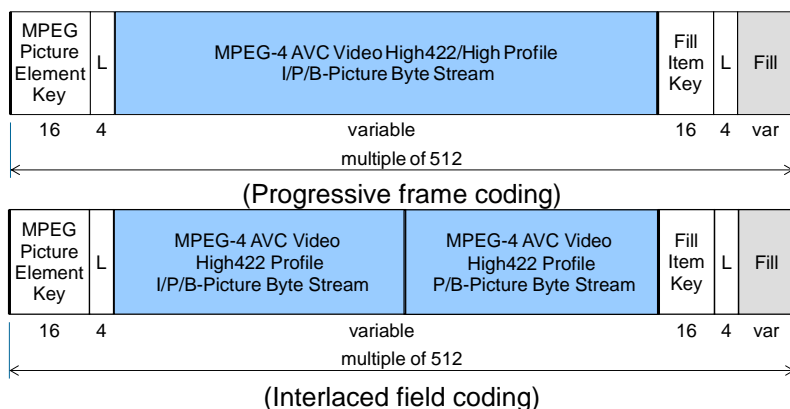 MPEG
Picture
Element
Key
L
MPEG-4 AVC Video High422/High Profile
I/P/B-Picture Byte Stream
Fill
Item
Key
L
Fill
16 4 variable 16 4 var
multiple of 512
(Progressive frame coding)
MPEG
Picture
Element
Key
L
MPEG-4 AVC Video
High422 Profile
I/P/B-Picture Byte Stream
MPEG-4 AVC Video
High422 Profile
P/B-Picture Byte Stream
Fill
Item
Key
L
Fill
16 4 variable 16 4 var
multiple of 512
(Interlaced field coding)